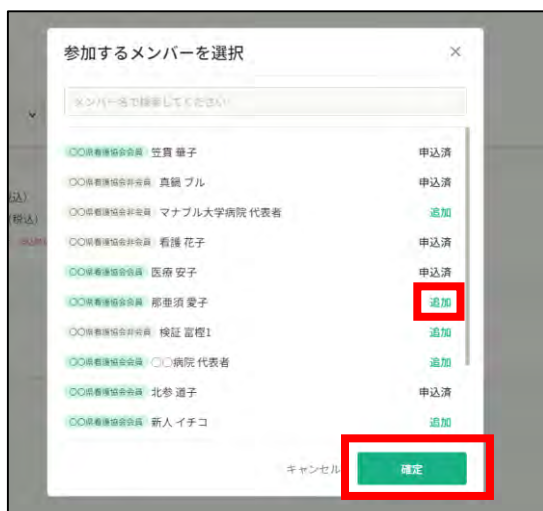 参加するメンバーを選択 ×
メンバー名で検索してください
〇〇県看護協会会員 笠貫 華子 申込済
〇〇県看護協会非会員 真鍋 ブル 申込済
〇〇県看護協会非会員 マナブル大学病院 代表者 追加
〇〇県看護協会非会員 看護 花子 申込済
〇〇県看護協会会員 医療 安子 申込済
〇〇県看護協会会員 那亜須 愛子 追加
〇〇県看護協会非会員 検証 冨樫1 追加
〇〇県看護協会会員 〇〇病院 代表者 追加
〇〇県看護協会会員 北参 道子 申込済
〇〇県看護協会会員 新人 イチコ 追加
キャンセル 確定